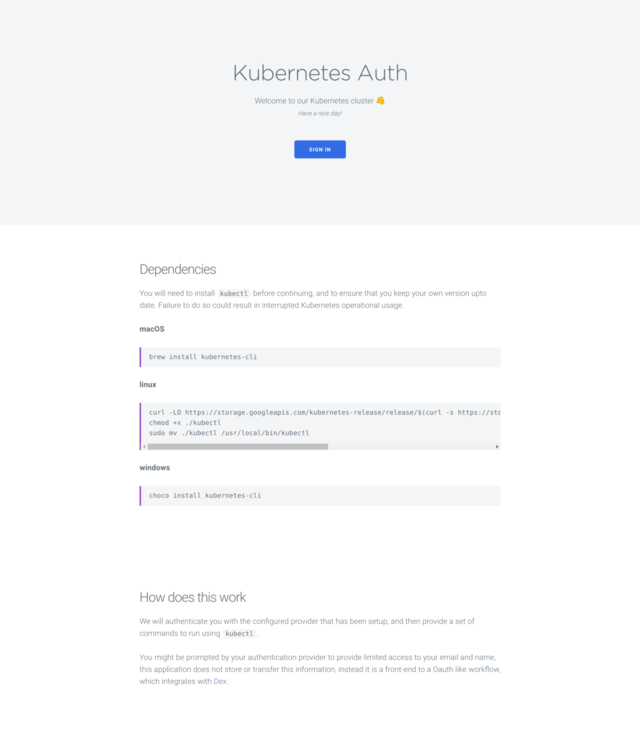 Kubernetes Auth
Welcome to our Kubernetes cluster 👋
Have a nice day!
SIGN IN
Dependencies
You will need to install kubectl before continuing, and to ensure that you keep your own version upto
date. Failure to do so could result in interrupted Kubernetes operational usage.
macOS
brew install kubernetes-cli
linux
curl -LO https://storage.googleapis.com/kubernetes-release/release/$(curl -s https://stc
chmod +x ./kubectl
sudo mv ./kubectl /usr/local/bin/kubectl
windows
choco install kubernetes-cli
How does this work
We will authenticate you with the configured provider that has been setup, and then provide a set of
commands to run using kubectl.
You might be prompted by your authentication provider to provide limited access to your email and name,
this application does not store or transfer this information, instead it is a front-end to a Oauth like workflow,
which integrates with Dex.